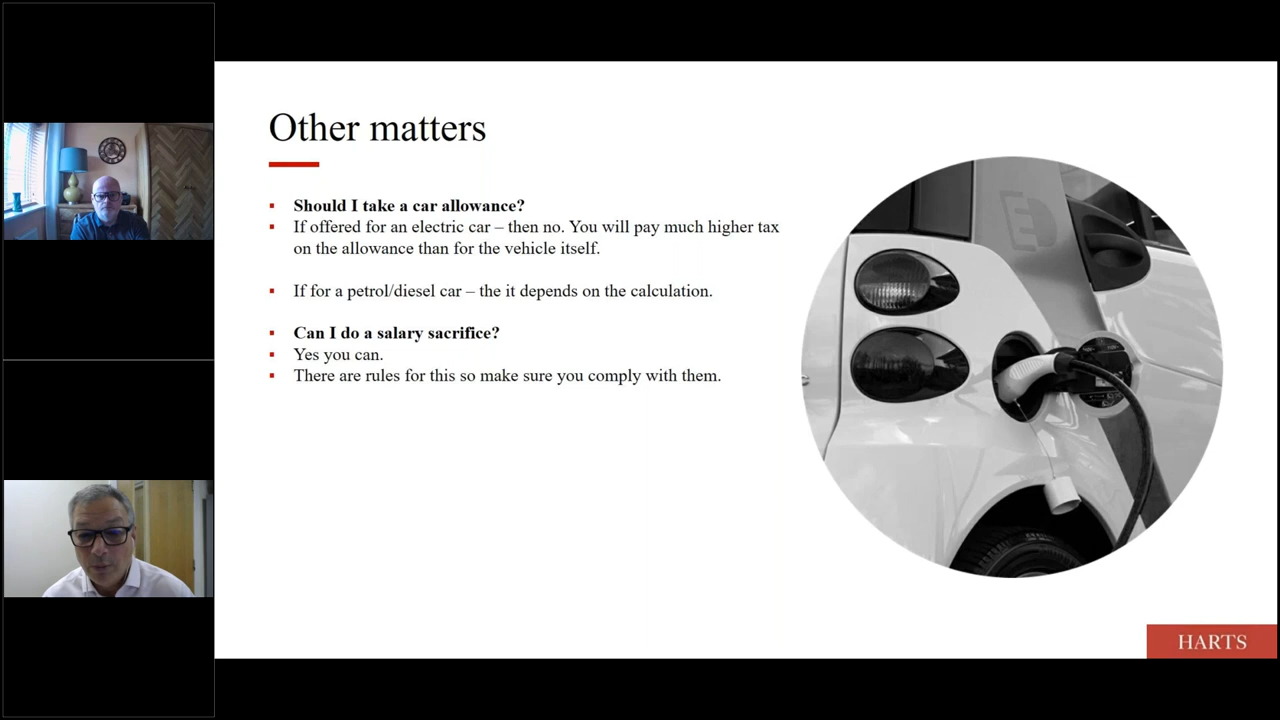 Other matters
Should I take a car allowance?
If offered for an electric car – then no. You will pay much higher tax
on the allowance than for the vehicle itself.
If for a petrol/diesel car – the it depends on the calculation.
Can I do a salary sacrifice?
Yes you can.
There are rules for this so make sure you comply with them.
HARTS